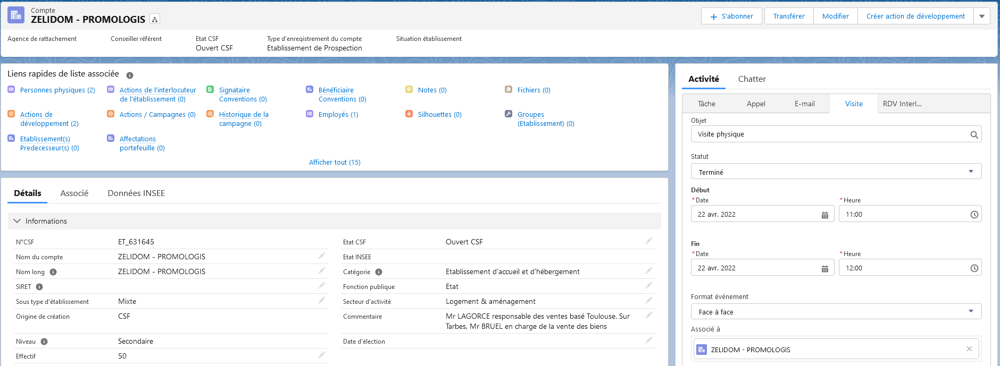 Compte
ZELIDOM - PROMOLOGIS
S'abonner
Transférer
Modifier
Créer action de développement
Agence de rattachement
Conseiller référent
Etat CSF
Ouvert CSF
Type d'enregistrement du compte
Etablissement de Prospection
Situation établissement
Liens rapides de liste associée
Personnes physiques (2)
Actions de l'interlocuteur
de l'établissement (0)
Signataire
Conventions (0)
Bénéficiaire
Conventions (0)
Notes (0)
Fichiers (0)
Actions de
développement (2)
Actions / Campagnes (0)
Historique de la
campagne (0)
Employés (1)
Silhouettes (0)
Groupes
(Etablissement) (0)
Etablissement(s)
Predecesseur(s) (0)
Affectations
portefeuille (0)
Afficher tout (15)
Détails
Associé
Données INSEE
Informations
N°CSF
ET_631645
Etat CSF
Ouvert CSF
Nom du compte
ZELIDOM - PROMOLOGIS
Etat INSEE
Nom long
ZELIDOM - PROMOLOGIS
Catégorie
Etablissement d'accueil et d'hébergement
SIRET
Fonction publique
Etat
Sous type d'établissement
Mixte
Secteur d'activité
Logement & aménagement
Origine de création
CSF
Commentaire
Mr LAGORCE responsable des ventes basé Toulouse. Sur
Tarbes, Mr BRUEL en charge de la vente des biens
Niveau
Secondaire
Date d'élection
Effectif
50
Activité
Chatter
Tâche
Appel
E-mail
Visite
RDV Interl...
Objet
Visite physique
Statut
Terminé
Début
*Date
*Heure
22 avr. 2022
11:00
Fin
*Date
*Heure
22 avr. 2022
12:00
Format événement
Face à face
Associé à
ZELIDOM - PROMOLOGIS